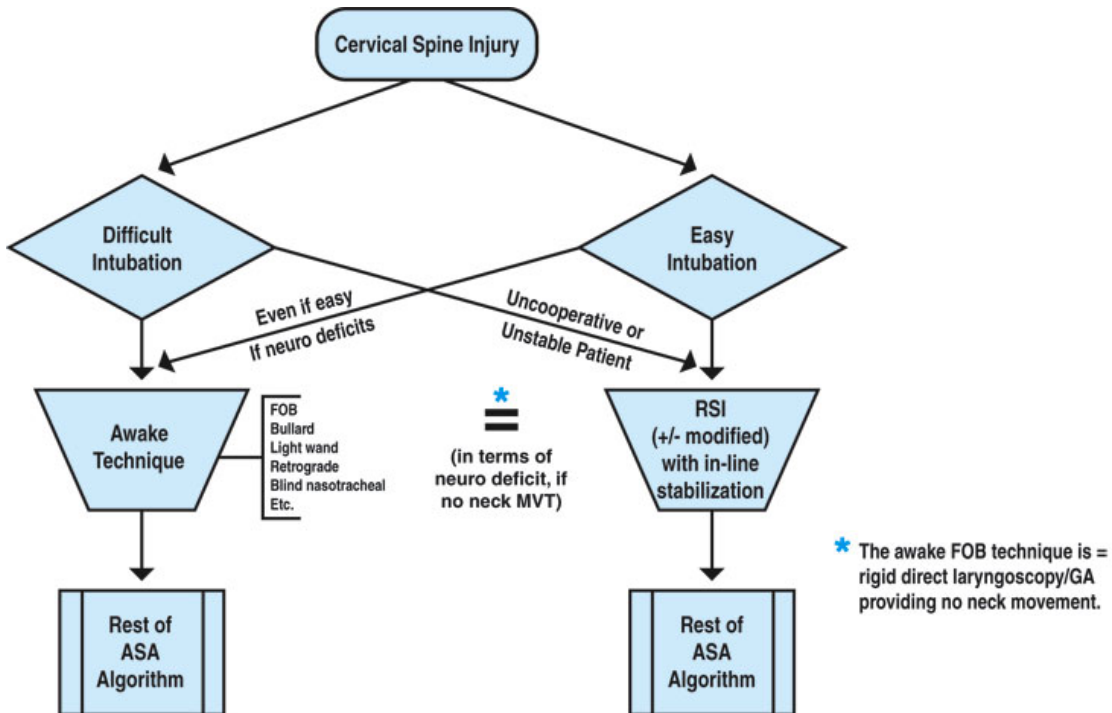 Cervical Spine Injury
Difficult
Intubation
Easy
Intubation
Even if easy
If neuro deficits
Uncooperative or
Unstable Patient
Awake
Technique
FOB
Bullard
Light wand
Retrograde
Blind nasotracheal
Etc.
*
=
(in terms of
neuro deficit, if
no neck MVT)
RSI
(+/- modified)
with in-line
stabilization
* The awake FOB technique is =
rigid direct laryngoscopy/GA
providing no neck movement.
Rest of
ASA
Algorithm
Rest of
ASA
Algorithm